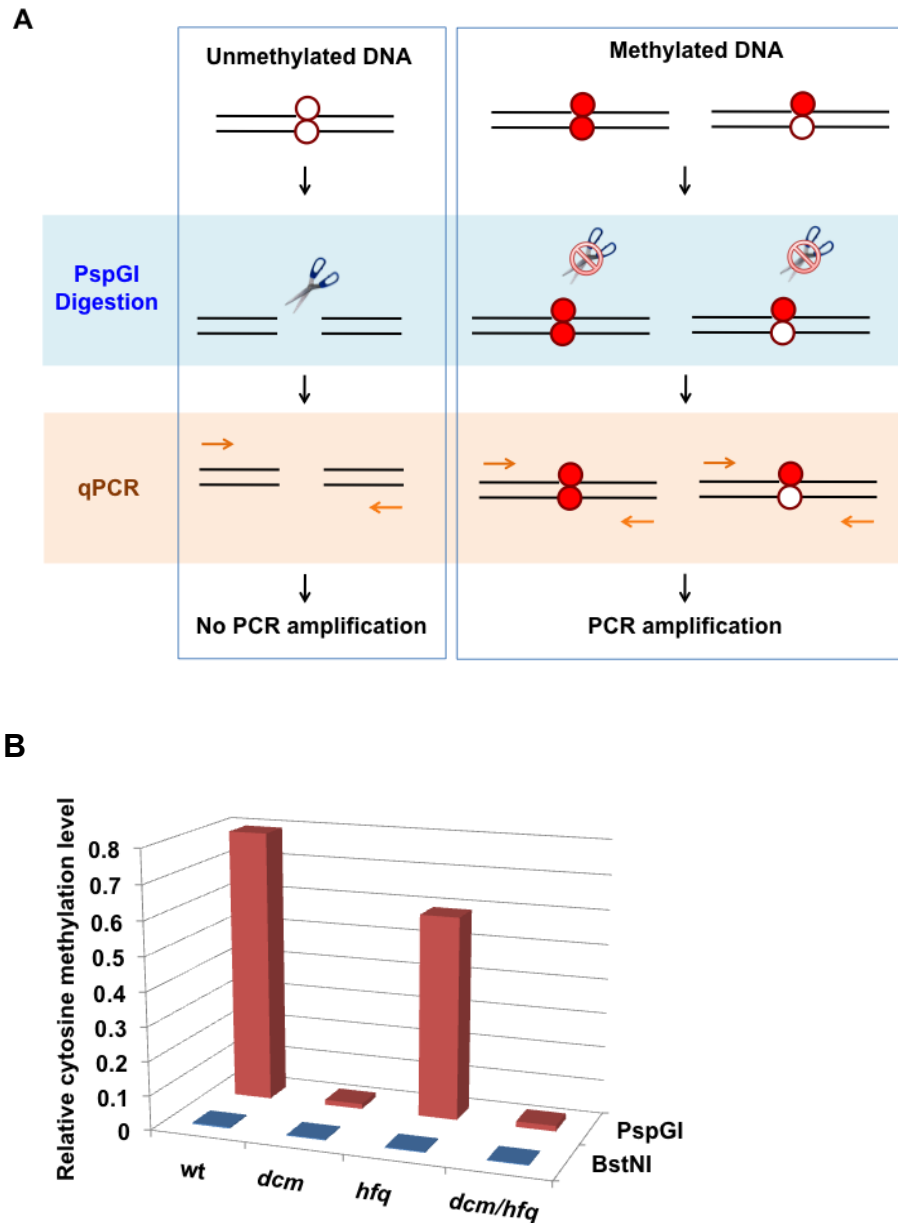 A
Unmethylated DNA
Methylated DNA
PspGI
Digestion
qPCR
No PCR amplification
PCR amplification
B
Relative cytosine methylation level
0.8
0.7
0.6
0.5
0.4
0.3
0.2
0.1
0
wt
dcm
hfq
dcm/hfq
PspGI
BstNI